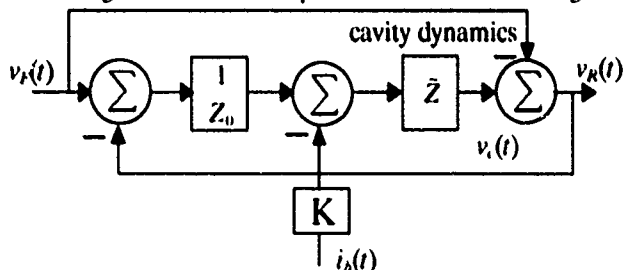 cavity dynamics
v_F(t)
v_R(t)
Σ
1
Z_0
Σ
Z̃
Σ
v_c(t)
K
i_b(t)